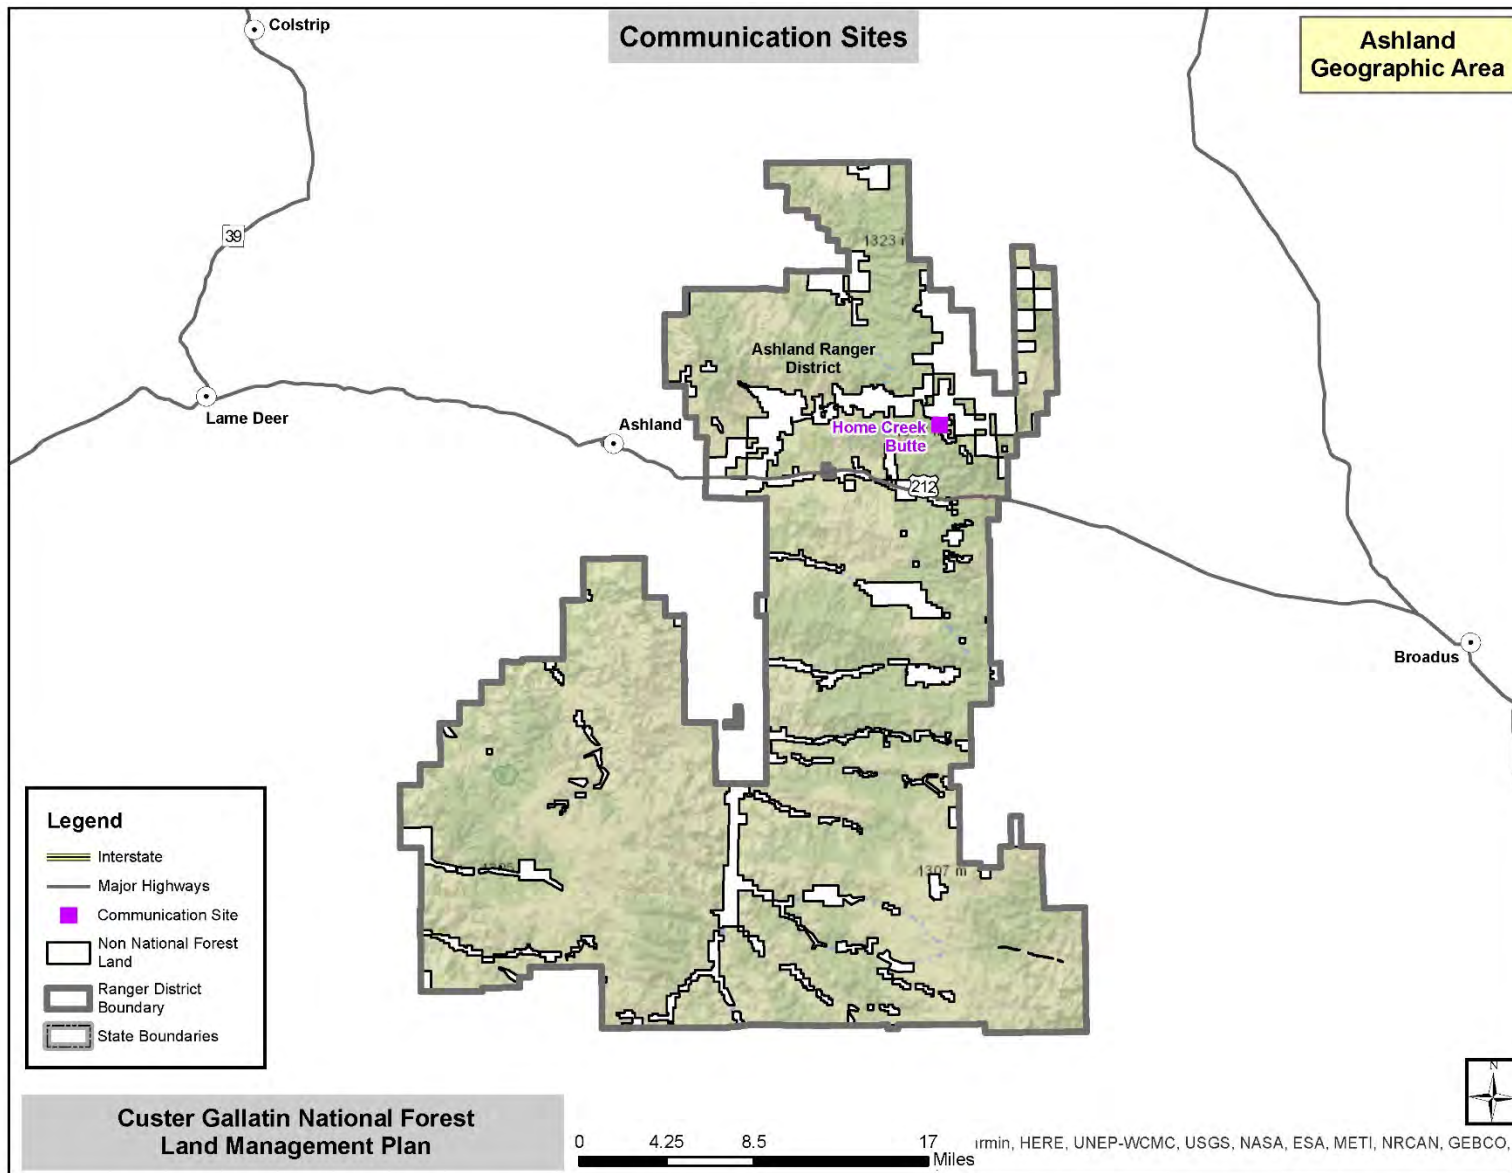 Communication Sites
Ashland
Geographic Area
Colstrip
39
1323
Ashland Ranger
District
Lame Deer
Ashland
Home Creek
Butte
212
Broadus
1307 m
Legend
Interstate
Major Highways
Communication Site
Non National Forest
Land
Ranger District
Boundary
State Boundaries
N
Custer Gallatin National Forest
Land Management Plan
0 4.25 8.5 17
Miles
HERE, UNEP-WCMC, USGS, NASA, ESA, METI, NRCAN, GEBCO,